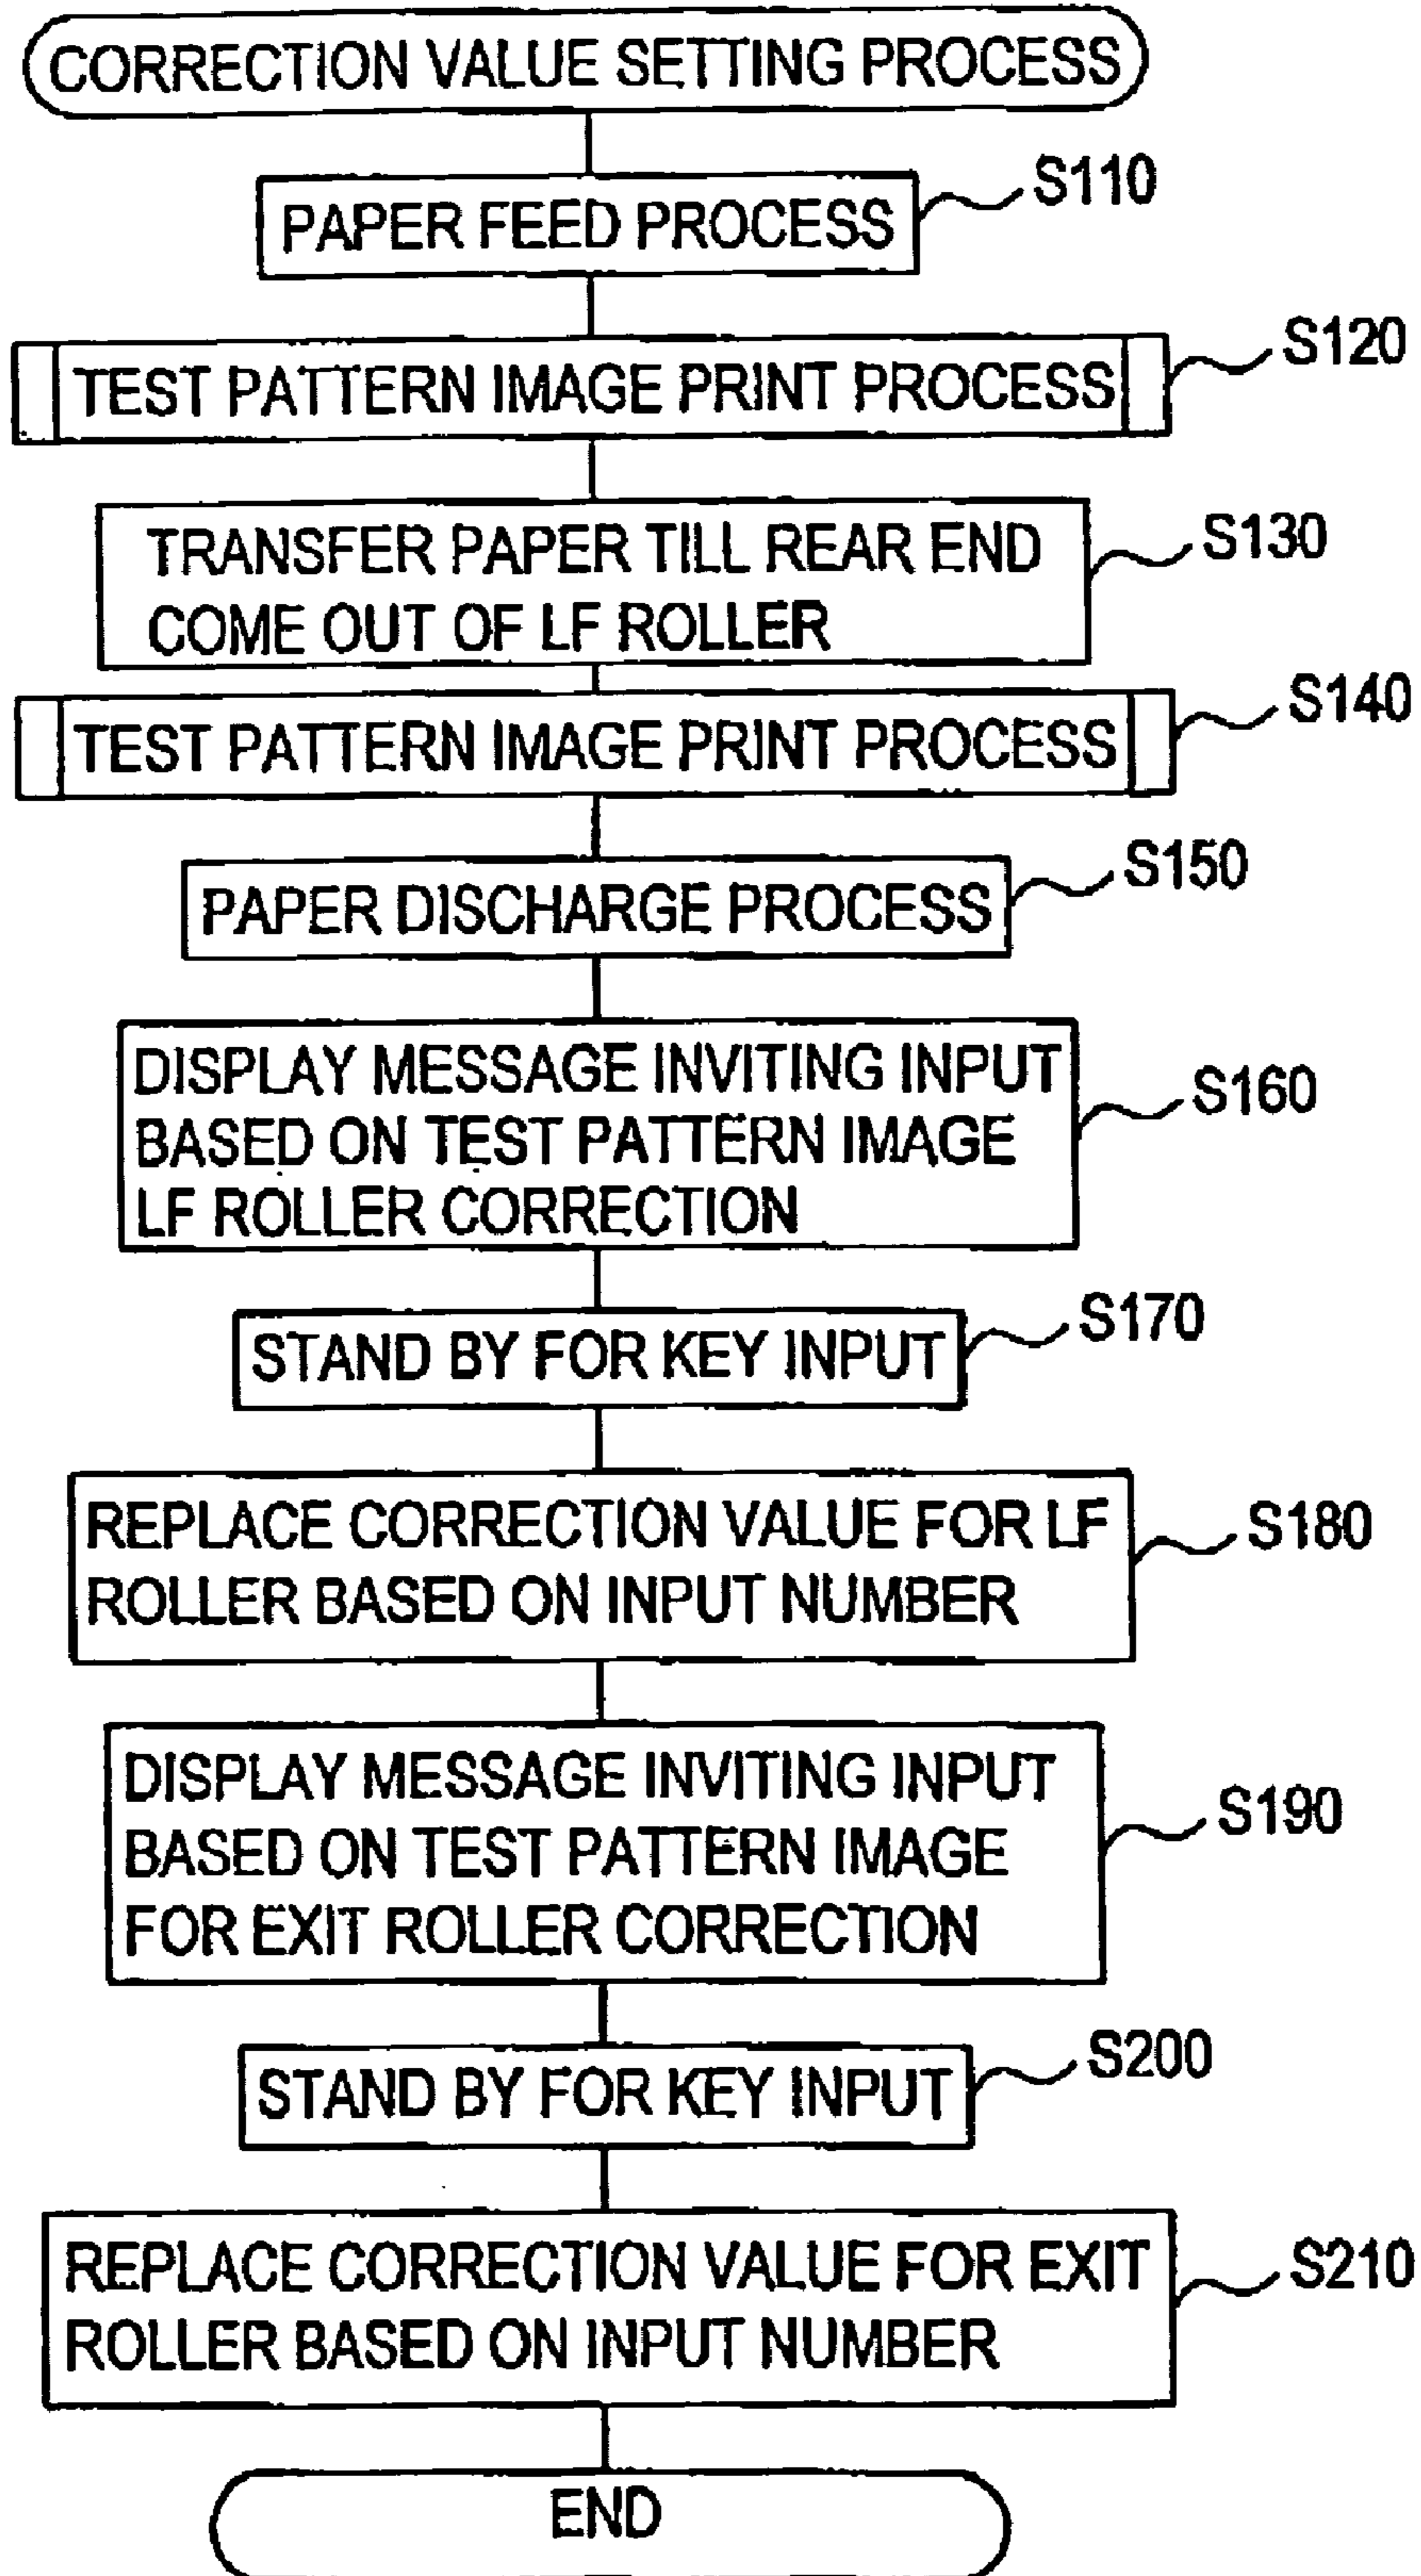 CORRECTION VALUE SETTING PROCESS
PAPER FEED PROCESS
S110
TEST PATTERN IMAGE PRINT PROCESS
S120
TRANSFER PAPER TILL REAR END
COME OUT OF LF ROLLER
S130
TEST PATTERN IMAGE PRINT PROCESS
S140
PAPER DISCHARGE PROCESS
S150
DISPLAY MESSAGE INVITING INPUT
BASED ON TEST PATTERN IMAGE
LF ROLLER CORRECTION
S160
STAND BY FOR KEY INPUT
S170
REPLACE CORRECTION VALUE FOR LF
ROLLER BASED ON INPUT NUMBER
S180
DISPLAY MESSAGE INVITING INPUT
BASED ON TEST PATTERN IMAGE
FOR EXIT ROLLER CORRECTION
S190
STAND BY FOR KEY INPUT
S200
REPLACE CORRECTION VALUE FOR EXIT
ROLLER BASED ON INPUT NUMBER
S210
END